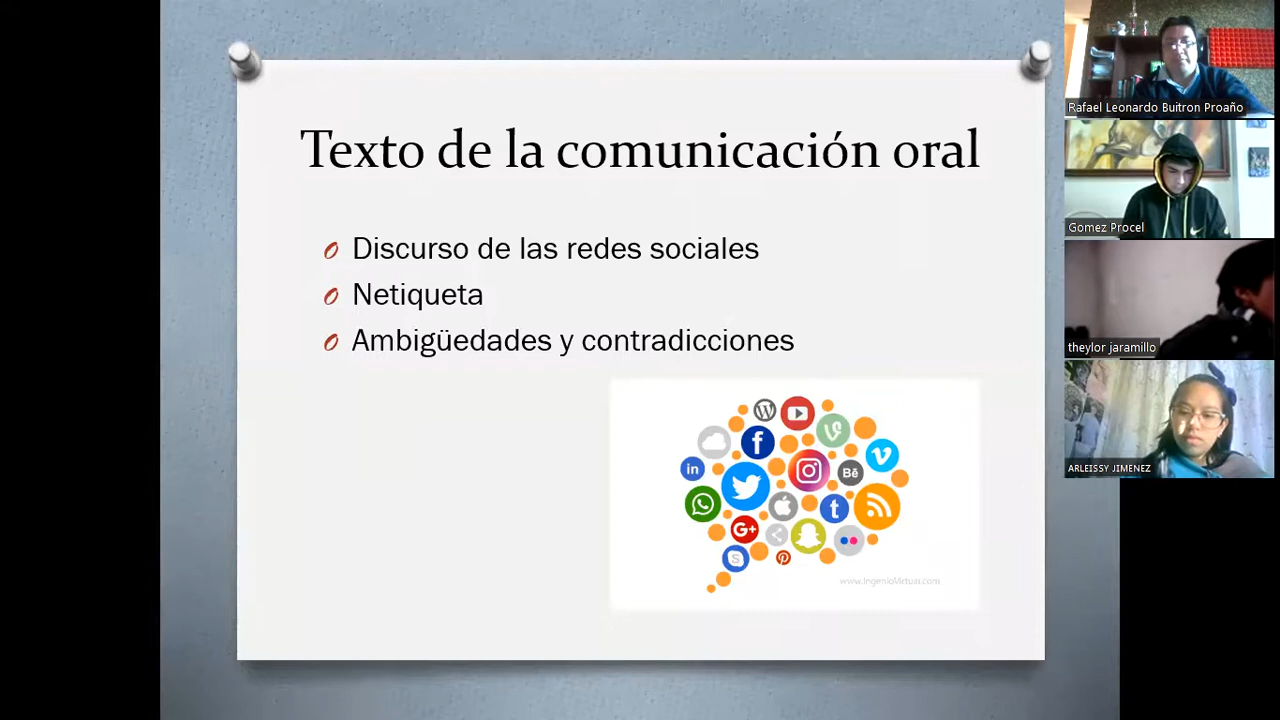 Texto de la comunicación oral
Discurso de las redes sociales
Netiqueta
Ambigüedades y contradicciones
www.IngenioVirtual.com
Rafael Leonardo Buitron Proaño
Gomez Procel
theylor jaramillo
ARLEISSY JIMENEZ